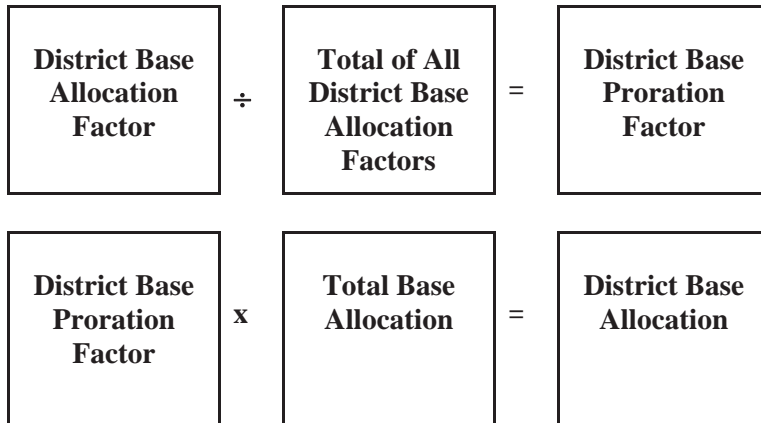 District Base
Allocation
Factor
÷
Total of All
District Base
Allocation
Factors
=
District Base
Proration
Factor
District Base
Proration
Factor
x
Total Base
Allocation
=
District Base
Allocation